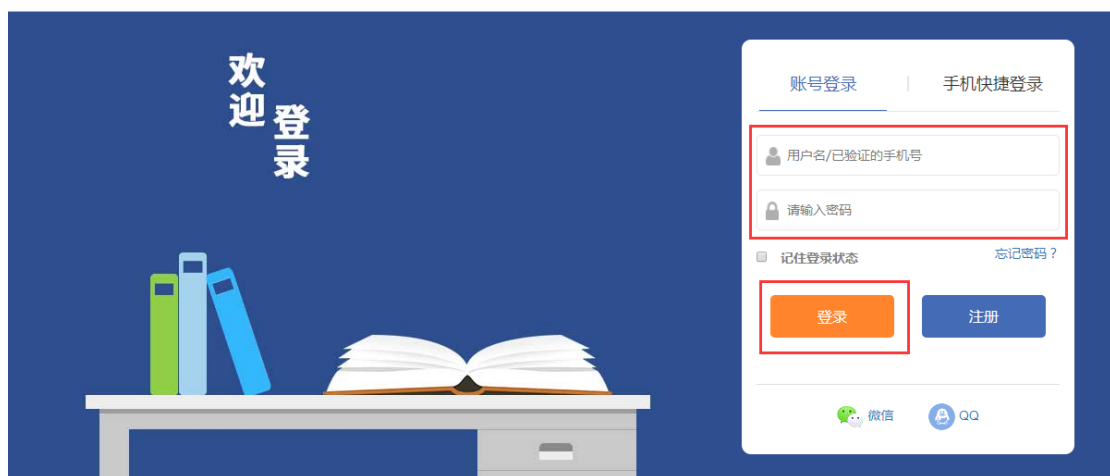 欢迎
登录
账号登录
手机快捷登录
用户名/已验证的手机号
请输入密码
记住登录状态
忘记密码？
登录
注册
微信
QQ